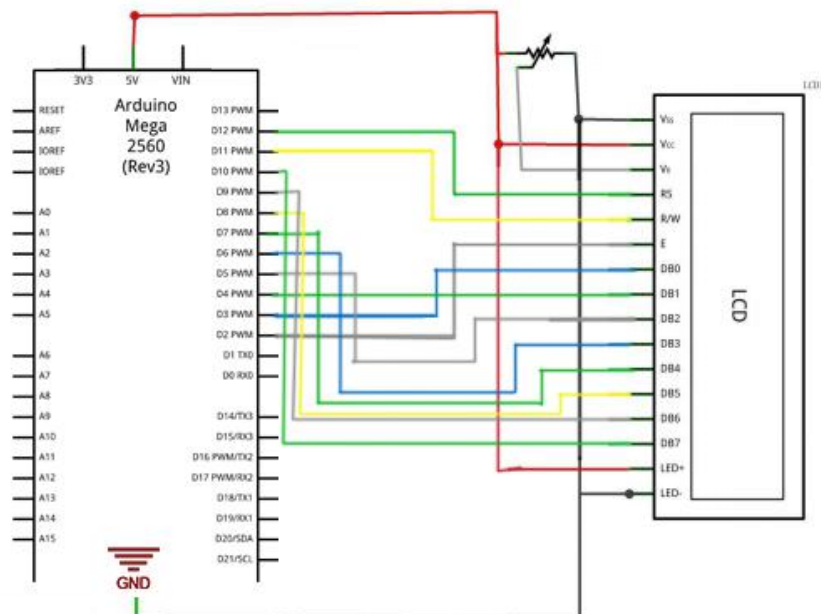 3V3
5V
VIN
Arduino
Mega
2560
(Rev3)
RESET
AREF
IOREF
IOREF
A0
A1
A2
A3
A4
A5
A6
A7
A8
A9
A10
A11
A12
A13
A14
A15
D13 PWM
D12 PWM
D11 PWM
D10 PWM
D9 PWM
D8 PWM
D7 PWM
D6 PWM
D5 PWM
D4 PWM
D3 PWM
D2 PWM
D1 TX0
D0 RX0
D14/TX3
D15/RX3
D16 PWM/TX2
D17 PWM/RX2
D18/TX1
D19/RX1
D20/SDA
D21/SCL
GND
Vss
Vcc
RS
R/W
E
DB0
DB1
DB2
DB3
DB4
DB5
DB6
DB7
LED+
LED-
LCD